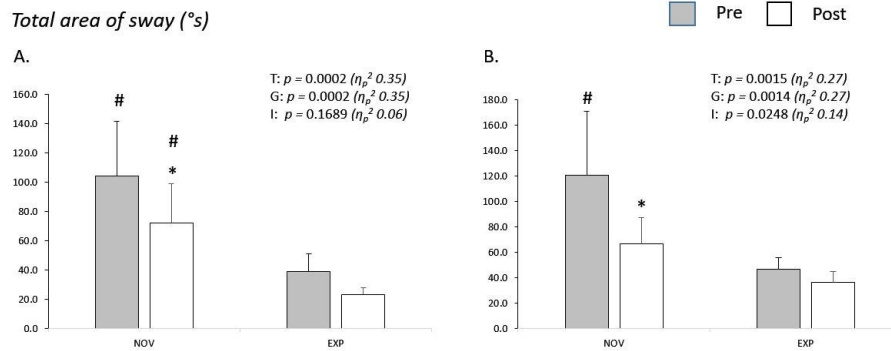 Total area of sway (°s)
Pre
Post
A.
T: p = 0.0002 (ηp² 0.35)
G: p = 0.0002 (ηp² 0.35)
I: p = 0.1689 (ηp² 0.06)
160.0
140.0
120.0
100.0
80.0
60.0
40.0
20.0
0.0
#
#
*
NOV
EXP
B.
T: p = 0.0015 (ηp² 0.27)
G: p = 0.0014 (ηp² 0.27)
I: p = 0.0248 (ηp² 0.14)
180.0
160.0
140.0
120.0
100.0
80.0
60.0
40.0
20.0
0.0
#
*
NOV
EXP